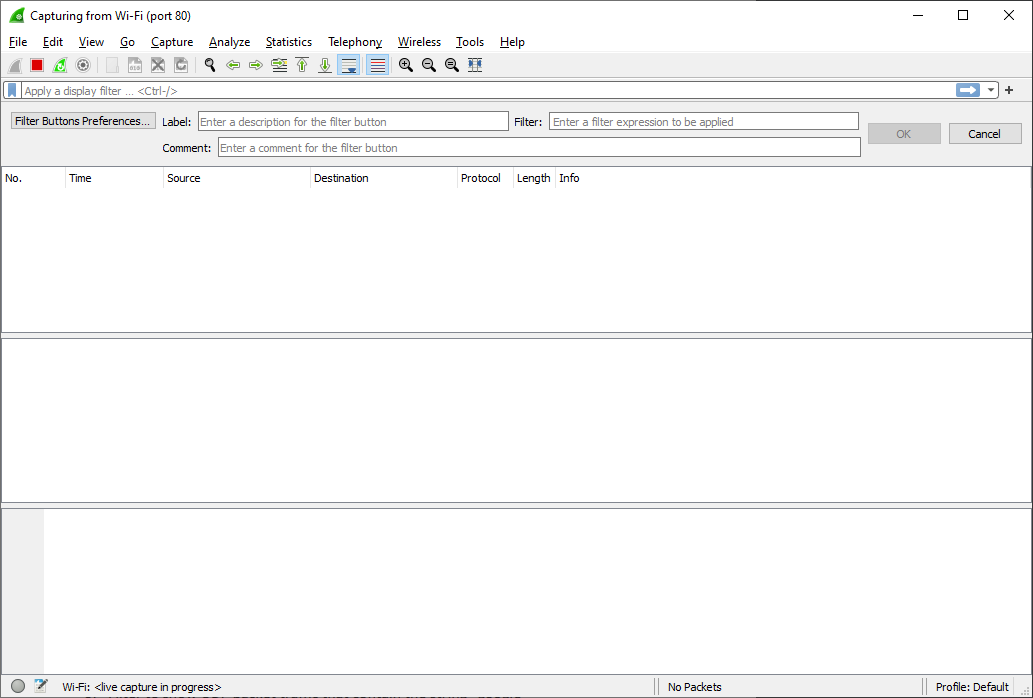 Capturing from Wi-Fi (port 80)
File Edit View Go Capture Analyze Statistics Telephony Wireless Tools Help
Apply a display filter ... <Ctrl-/>
Filter Buttons Preferences... Label: Enter a description for the filter button Filter: Enter a filter expression to be applied
OK Cancel
Comment: Enter a comment for the filter button
No. Time Source Destination Protocol Length Info
Wi-Fi: <live capture in progress> No Packets Profile: Default